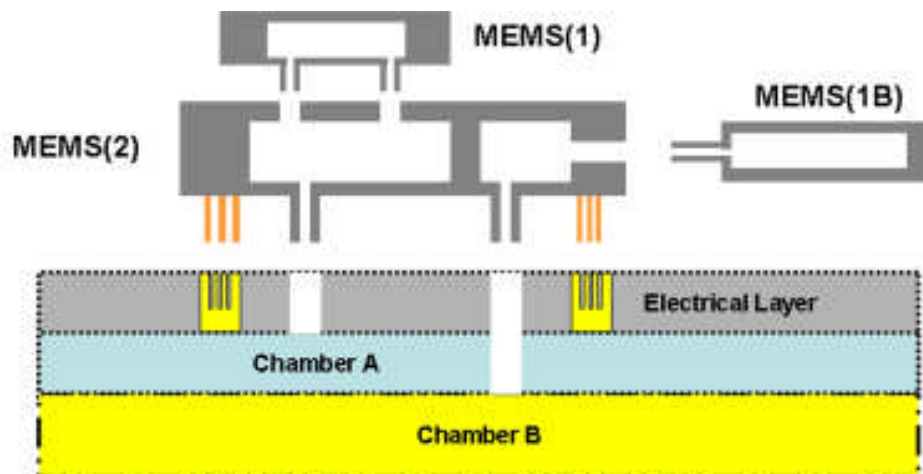 MEMS(1)
MEMS(1B)
MEMS(2)
Electrical Layer
Chamber A
Chamber B